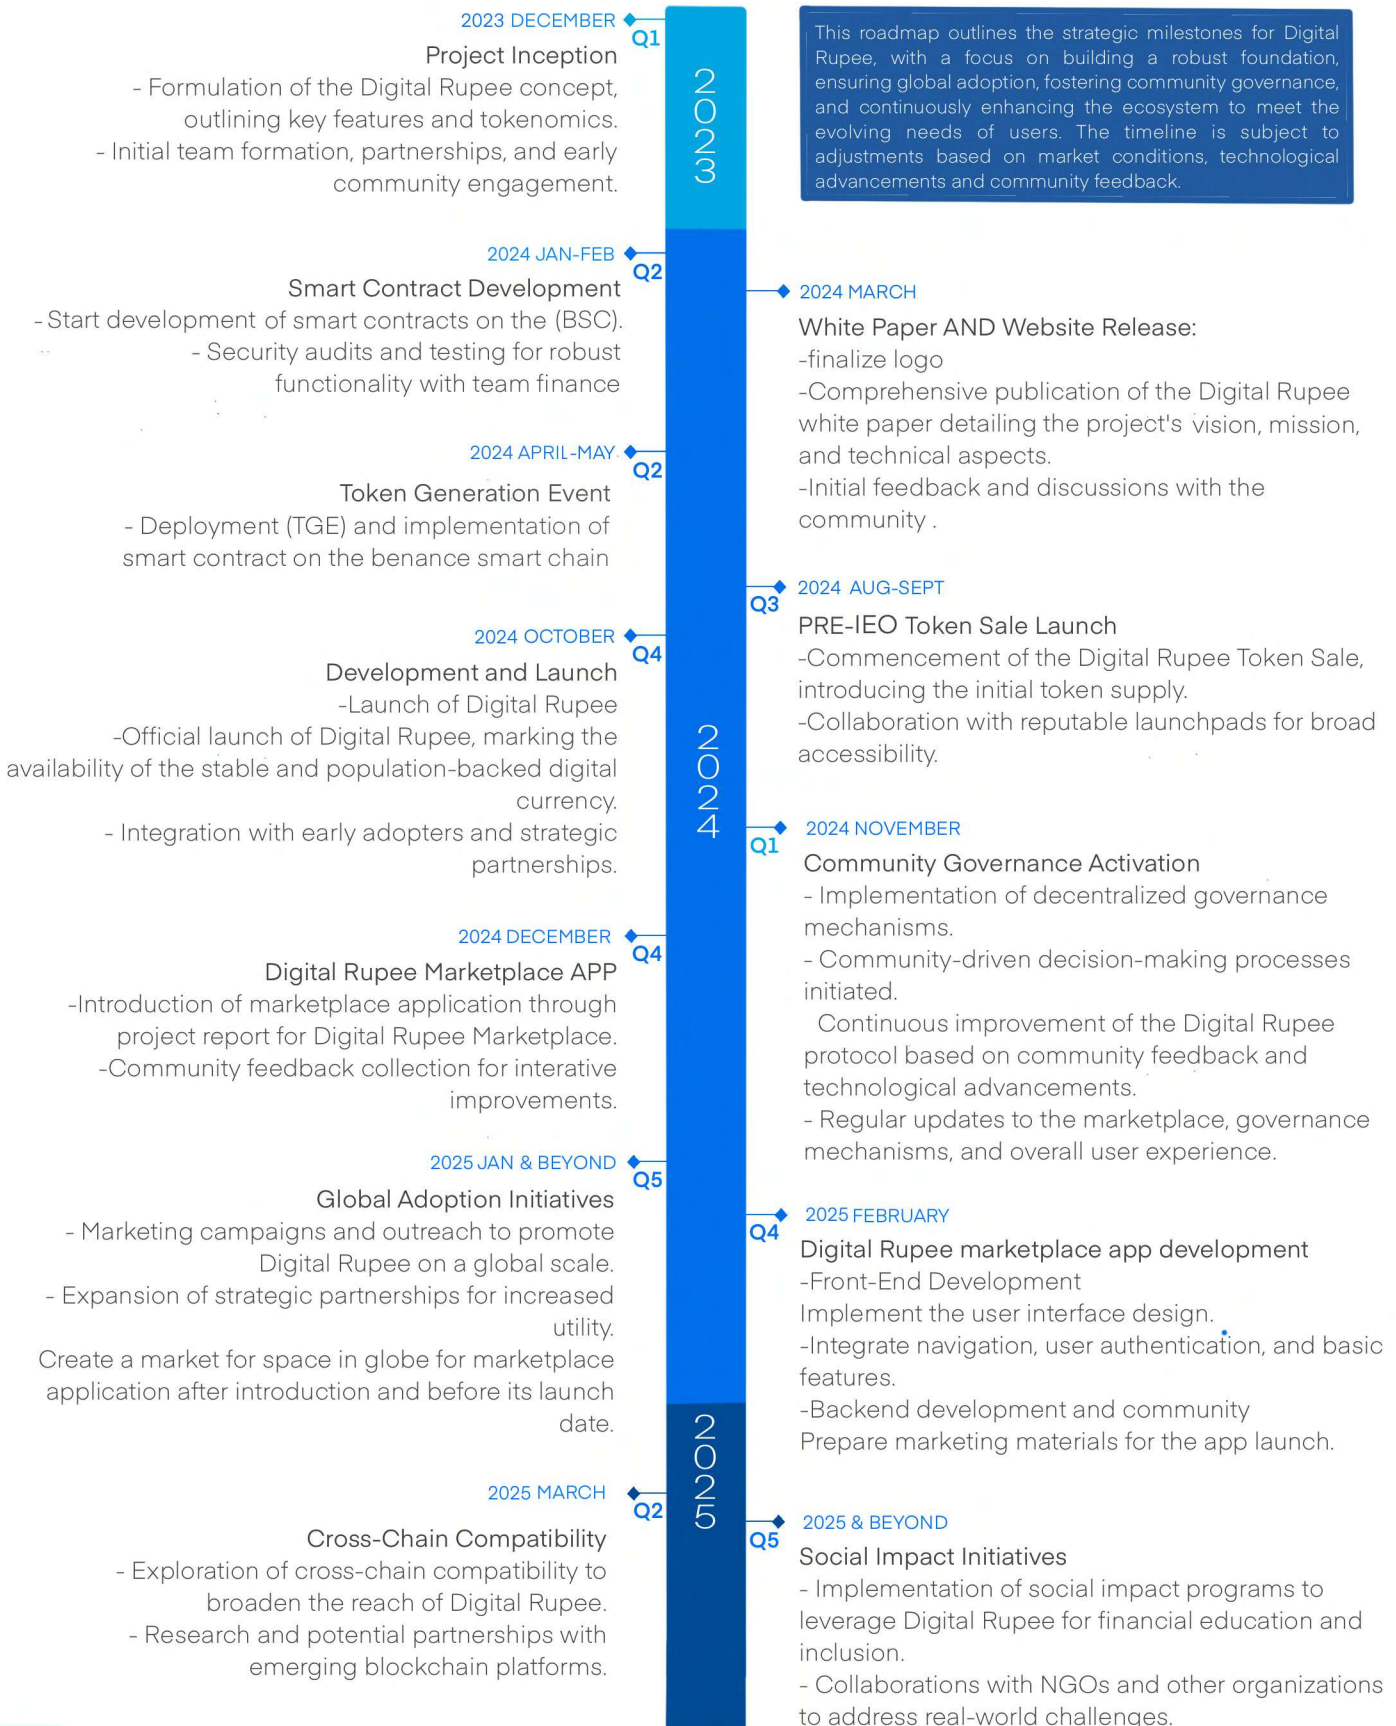 2023 DECEMBER
Q1
Project Inception
- Formulation of the Digital Rupee concept,
outlining key features and tokenomics.
- Initial team formation, partnerships, and early
community engagement.
2023
This roadmap outlines the strategic milestones for Digital
Rupee, with a focus on building a robust foundation,
ensuring global adoption, fostering community governance,
and continuously enhancing the ecosystem to meet the
evolving needs of users. The timeline is subject to
adjustments based on market conditions, technological
advancements and community feedback.
2024 JAN-FEB
Q2
Smart Contract Development
- Start development of smart contracts on the (BSC).
- Security audits and testing for robust
functionality with team finance
2024 MARCH
White Paper AND Website Release:
-finalize logo
-Comprehensive publication of the Digital Rupee
white paper detailing the project's vision, mission,
and technical aspects.
-Initial feedback and discussions with the
community .
2024 APRIL-MAY
Q2
Token Generation Event
- Deployment (TGE) and implementation of
smart contract on the benance smart chain
2024 AUG-SEPT
Q3
PRE-IEO Token Sale Launch
-Commencement of the Digital Rupee Token Sale,
introducing the initial token supply.
-Collaboration with reputable launchpads for broad
accessibility.
2024 OCTOBER
Q4
Development and Launch
-Launch of Digital Rupee
-Official launch of Digital Rupee, marking the
availability of the stable and population-backed digital
currency.
- Integration with early adopters and strategic
partnerships.
2024
2024 NOVEMBER
Q1
Community Governance Activation
- Implementation of decentralized governance
mechanisms.
- Community-driven decision-making processes
initiated.
Continuous improvement of the Digital Rupee
protocol based on community feedback and
technological advancements.
- Regular updates to the marketplace, governance
mechanisms, and overall user experience.
2024 DECEMBER
Q4
Digital Rupee Marketplace APP
-Introduction of marketplace application through
project report for Digital Rupee Marketplace.
-Community feedback collection for interative
improvements.
2025 JAN & BEYOND
Q5
Global Adoption Initiatives
- Marketing campaigns and outreach to promote
Digital Rupee on a global scale.
- Expansion of strategic partnerships for increased
utility.
Create a market for space in globe for marketplace
application after introduction and before its launch
date.
2025 FEBRUARY
Q4
Digital Rupee marketplace app development
-Front-End Development
Implement the user interface design.
-Integrate navigation, user authentication, and basic
features.
-Backend development and community
Prepare marketing materials for the app launch.
2025
2025 MARCH
Q2
Cross-Chain Compatibility
- Exploration of cross-chain compatibility to
broaden the reach of Digital Rupee.
- Research and potential partnerships with
emerging blockchain platforms.
2025 & BEYOND
Q5
Social Impact Initiatives
- Implementation of social impact programs to
leverage Digital Rupee for financial education and
inclusion.
- Collaborations with NGOs and other organizations
to address real-world challenges.